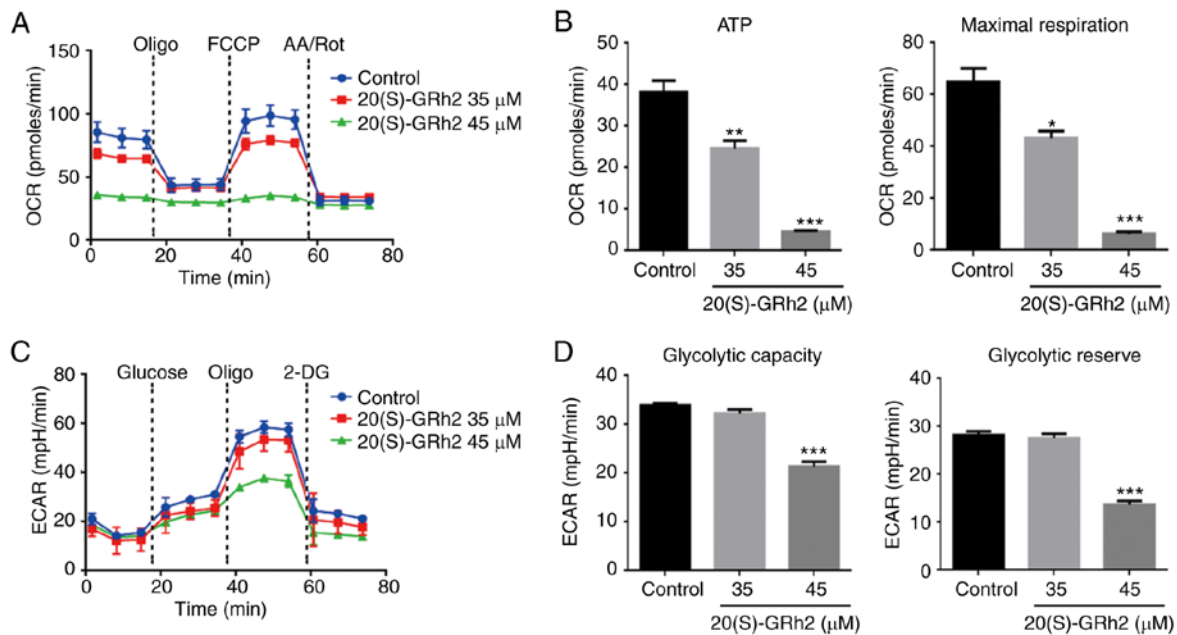 A
Oligo FCCP AA/Rot
150
100
50
0
OCR (pmoles/min)
Control
20(S)-GRh2 35 μM
20(S)-GRh2 45 μM
0 20 40 60 80
Time (min)
B
ATP
40
30
20
10
0
OCR (pmoles/min)
**
***
Control 35 45
20(S)-GRh2 (μM)
Maximal respiration
80
60
40
20
0
OCR (pmoles/min)
*
***
Control 35 45
20(S)-GRh2 (μM)
C
Glucose Oligo 2-DG
80
60
40
20
0
ECAR (mpH/min)
Control
20(S)-GRh2 35 μM
20(S)-GRh2 45 μM
0 20 40 60 80
Time (min)
D
Glycolytic capacity
40
30
20
10
0
ECAR (mpH/min)
***
Control 35 45
20(S)-GRh2 (μM)
Glycolytic reserve
40
30
20
10
0
ECAR (mpH/min)
***
Control 35 45
20(S)-GRh2 (μM)